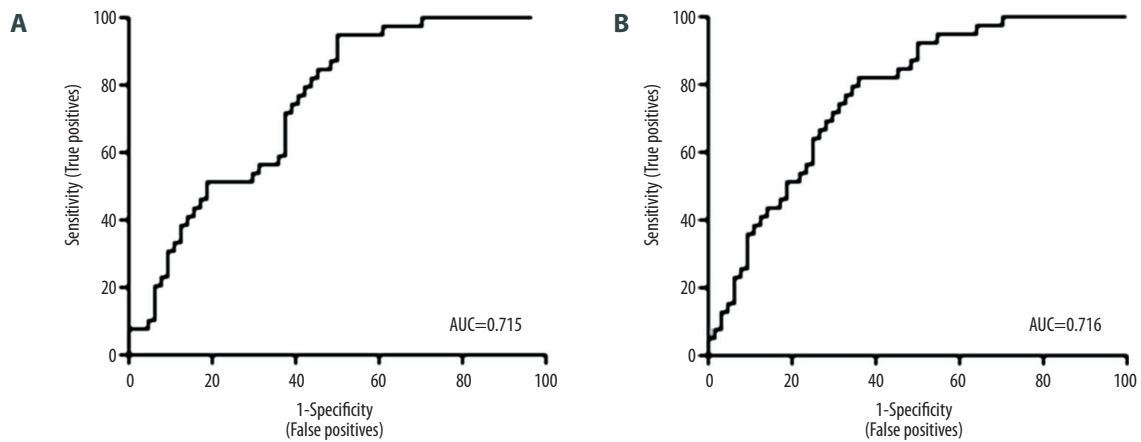 A
100
80
60
40
20
0
Sensitivity (True positives)
AUC=0.715
0 20 40 60 80 100
1-Specificity
(False positives)
B
100
80
60
40
20
0
Sensitivity (True positives)
AUC=0.716
0 20 40 60 80 100
1-Specificity
(False positives)